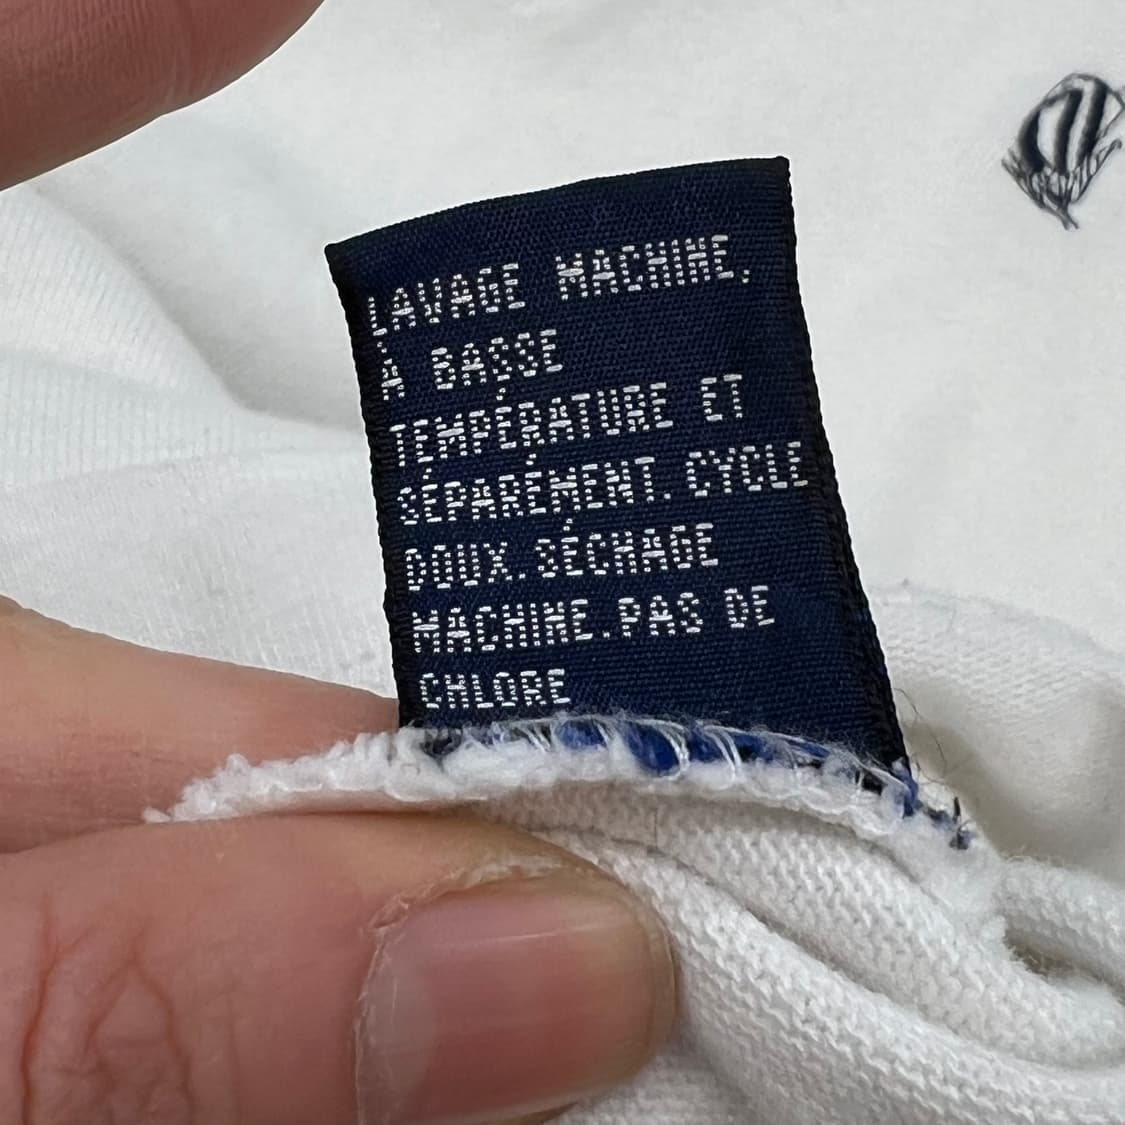 LAVAGE MACHINE,
À BASSE
TEMPÉRATURE ET
SÉPARÉMENT. CYCLE
DOUX. SÉCHAGE
MACHINE. PAS DE
CHLORE